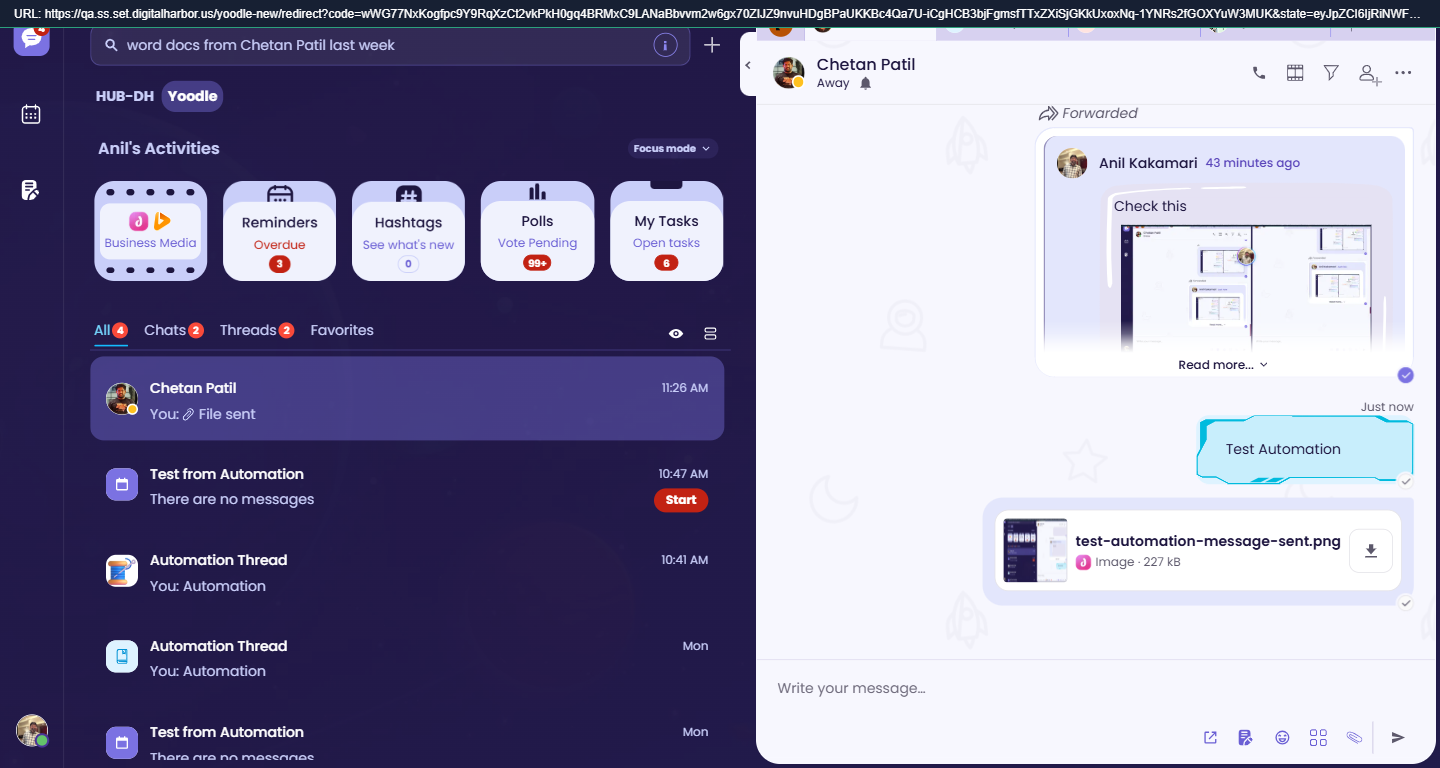 URL: https://qa.ss.set.digitalharbor.us/yoodle-new/redirect?code=
word docs from Chetan Patil last week
HUB-DH Yoodle
Anil's Activities
Focus mode
Business Media
Reminders
Overdue
3
Hashtags
See what's new
0
Polls
Vote Pending
99+
My Tasks
Open tasks
6
All 4 Chats 2 Threads 2 Favorites
Chetan Patil 11:26 AM
You: File sent
Test from Automation 10:47 AM
There are no messages
Start
Automation Thread 10:41 AM
You: Automation
Automation Thread Mon
You: Automation
Test from Automation Mon
There are no messages
Chetan Patil
Away
Forwarded
Anil Kakamari 43 minutes ago
Check this
Read more...
Just now
Test Automation
test-automation-message-sent.png
Image · 227 kB
Write your message...